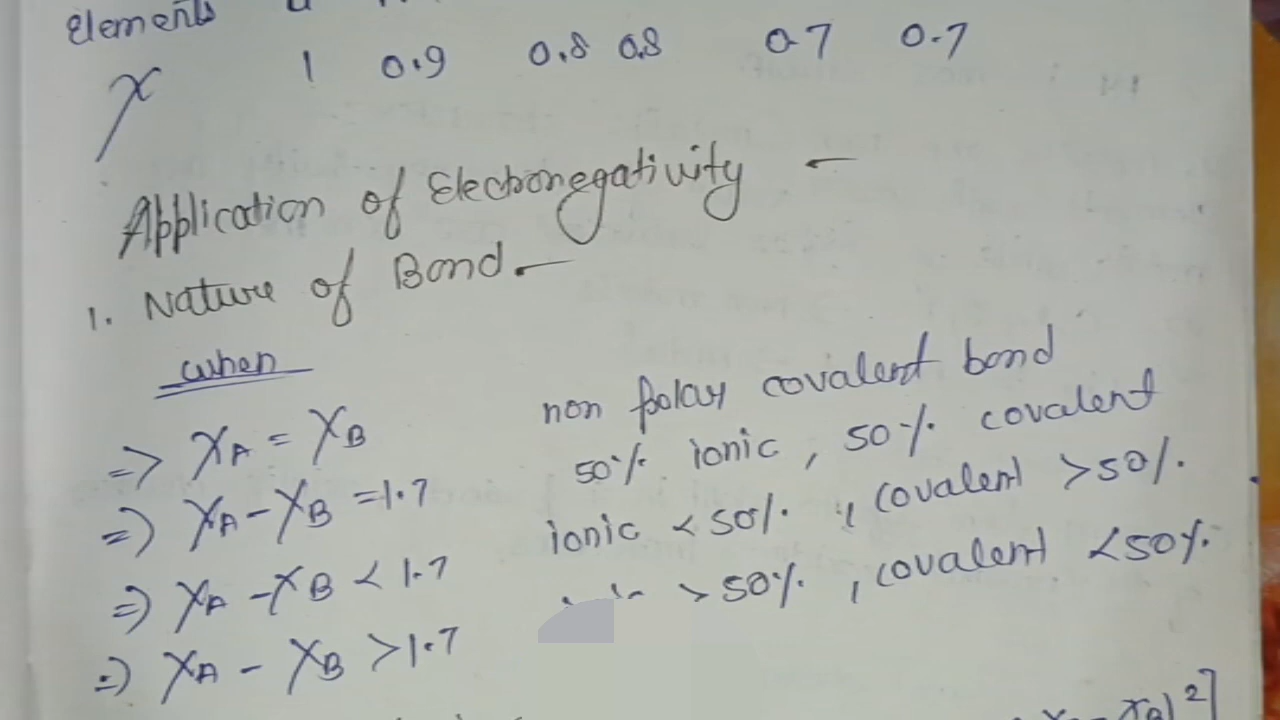 Elements
χ 1 0.9 0.8 0.8 0.7 0.7
Application of Electronegativity -
1. Nature of Bond. -
when
=> χA = χB non polar covalent bond
=> χA - χB = 1.7 50% ionic, 50% covalent
=> χA - χB < 1.7 ionic < 50%, covalent > 50%.
=> χA - χB > 1.7 > 50%, covalent < 50%.